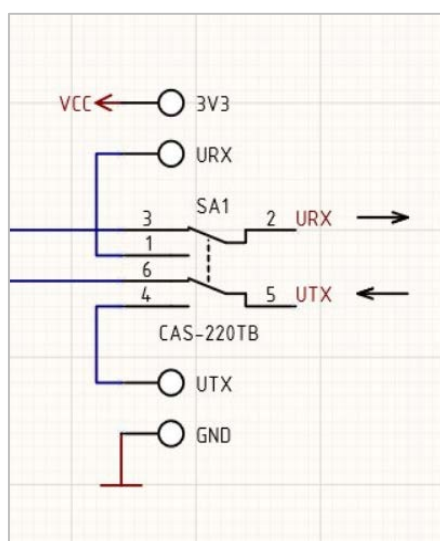 VCC 3V3
URX
SA1
3 2 URX
1
6
4 5 UTX
CAS-220TB
UTX
GND